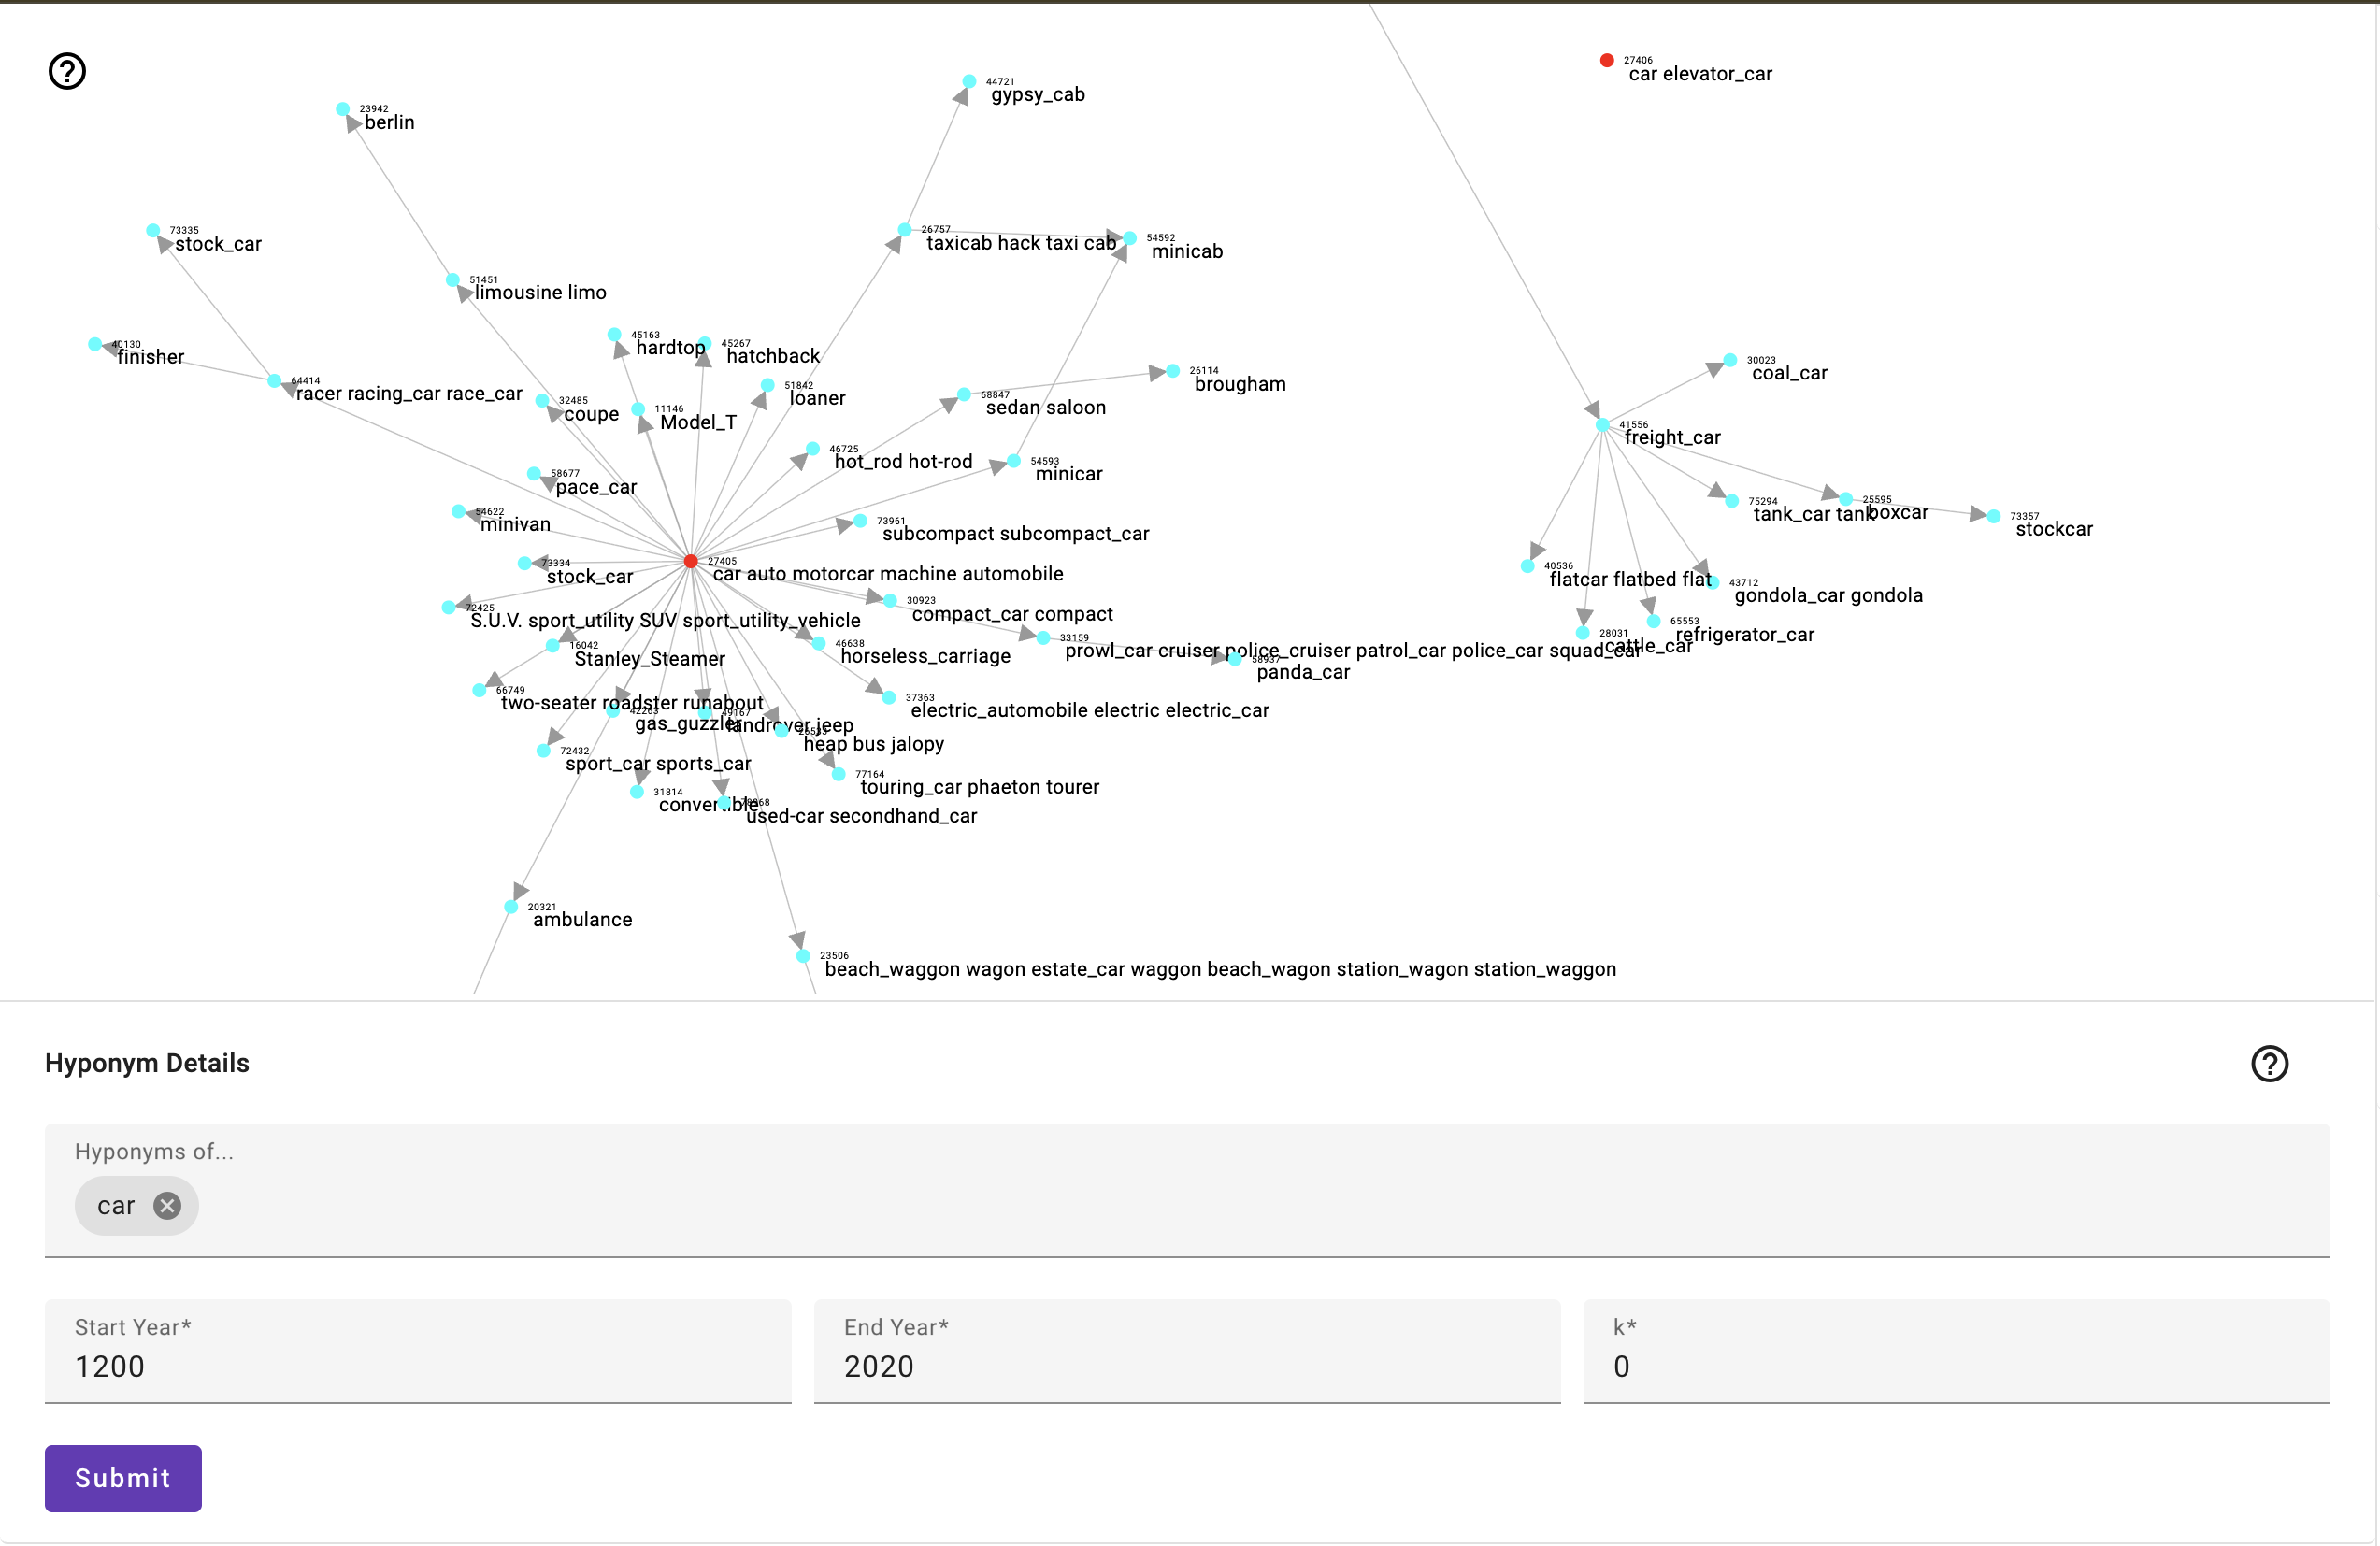 27406
car elevator_car
44721
gypsy_cab
23942
berlin
73335
stock_car
26757
taxicab hack taxi cab
54592
minicab
51451
limousine limo
45163
hardtop
45267
hatchback
40130
finisher
30023
coal_car
26114
brougham
64414
racer racing_car race_car
51842
loaner
68847
sedan saloon
32485
coupe
11146
Model_T
41556
freight_car
46725
hot_rod hot-rod
54593
minicar
58677
pace_car
75294
tank_car tank
25595
boxcar
73357
stockcar
54622
minivan
73961
subcompact subcompact_car
73334
stock_car
27405
car auto motorcar machine automobile
40536
flatcar flatbed flat
43712
gondola_car gondola
72425
S.U.V. sport_utility SUV sport_utility_vehicle
30923
compact_car compact
65553
refrigerator_car
28031
cattle_car
33159
prowl_car cruiser police_cruiser patrol_car police_car squad_car
16042
Stanley_Steamer
46638
horseless_carriage
58937
panda_car
66749
two-seater roadster runabout
37363
electric_automobile electric electric_car
42263
gas_guzzler
49167
landrover jeep
heap bus jalopy
72432
sport_car sports_car
77164
touring_car phaeton tourer
31814
convertible
used-car secondhand_car
20321
ambulance
23506
beach_waggon wagon estate_car waggon beach_wagon station_wagon station_waggon
Hyponym Details
Hyponyms of...
car
Start Year*
1200
End Year*
2020
k*
0
Submit